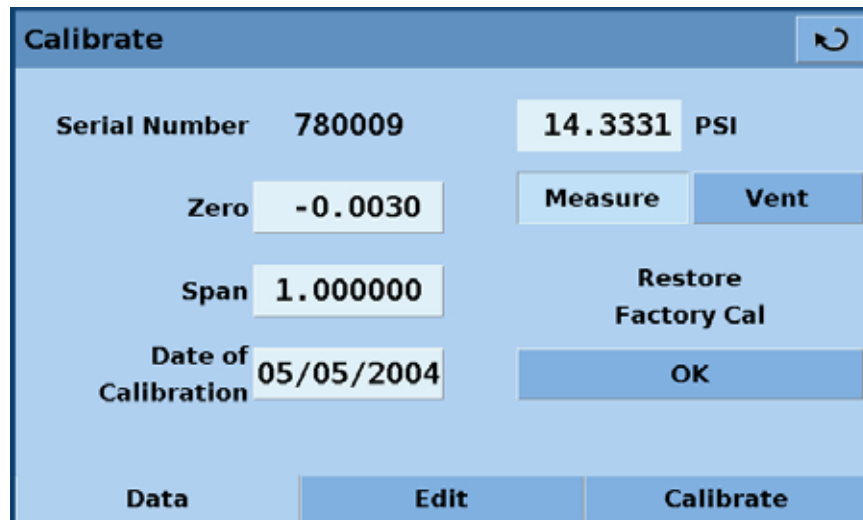 Calibrate
Serial Number 780009 14.3331 PSI
Measure Vent
Zero -0.0030
Span 1.000000
Restore
Factory Cal
Date of
Calibration 05/05/2004
OK
Data Edit Calibrate